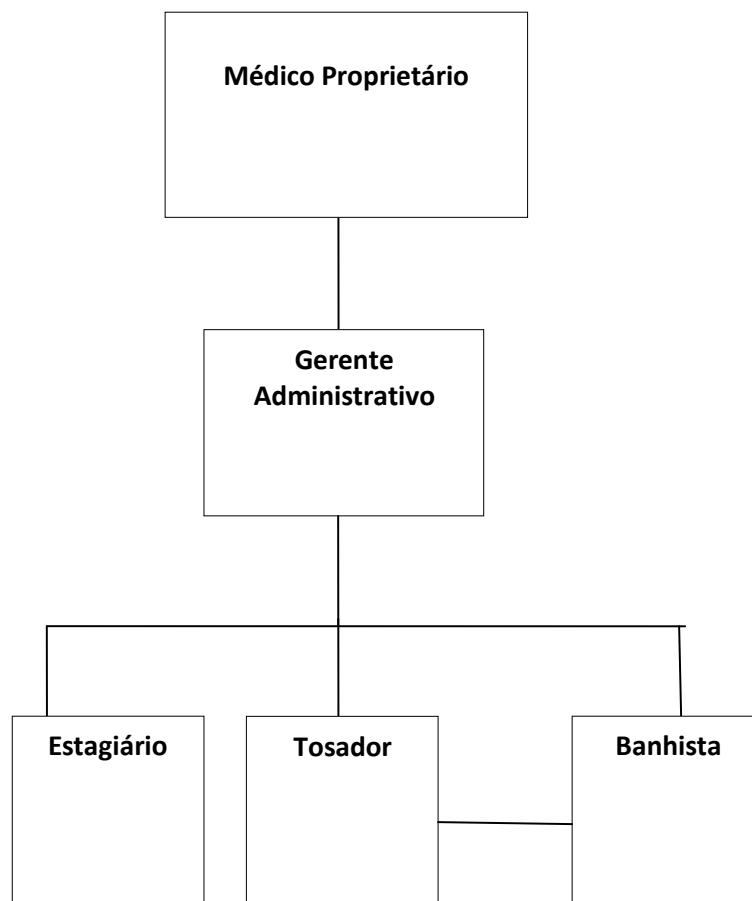 Médico Proprietário
Gerente
Administrativo
Estagiário
Tosador
Banhista